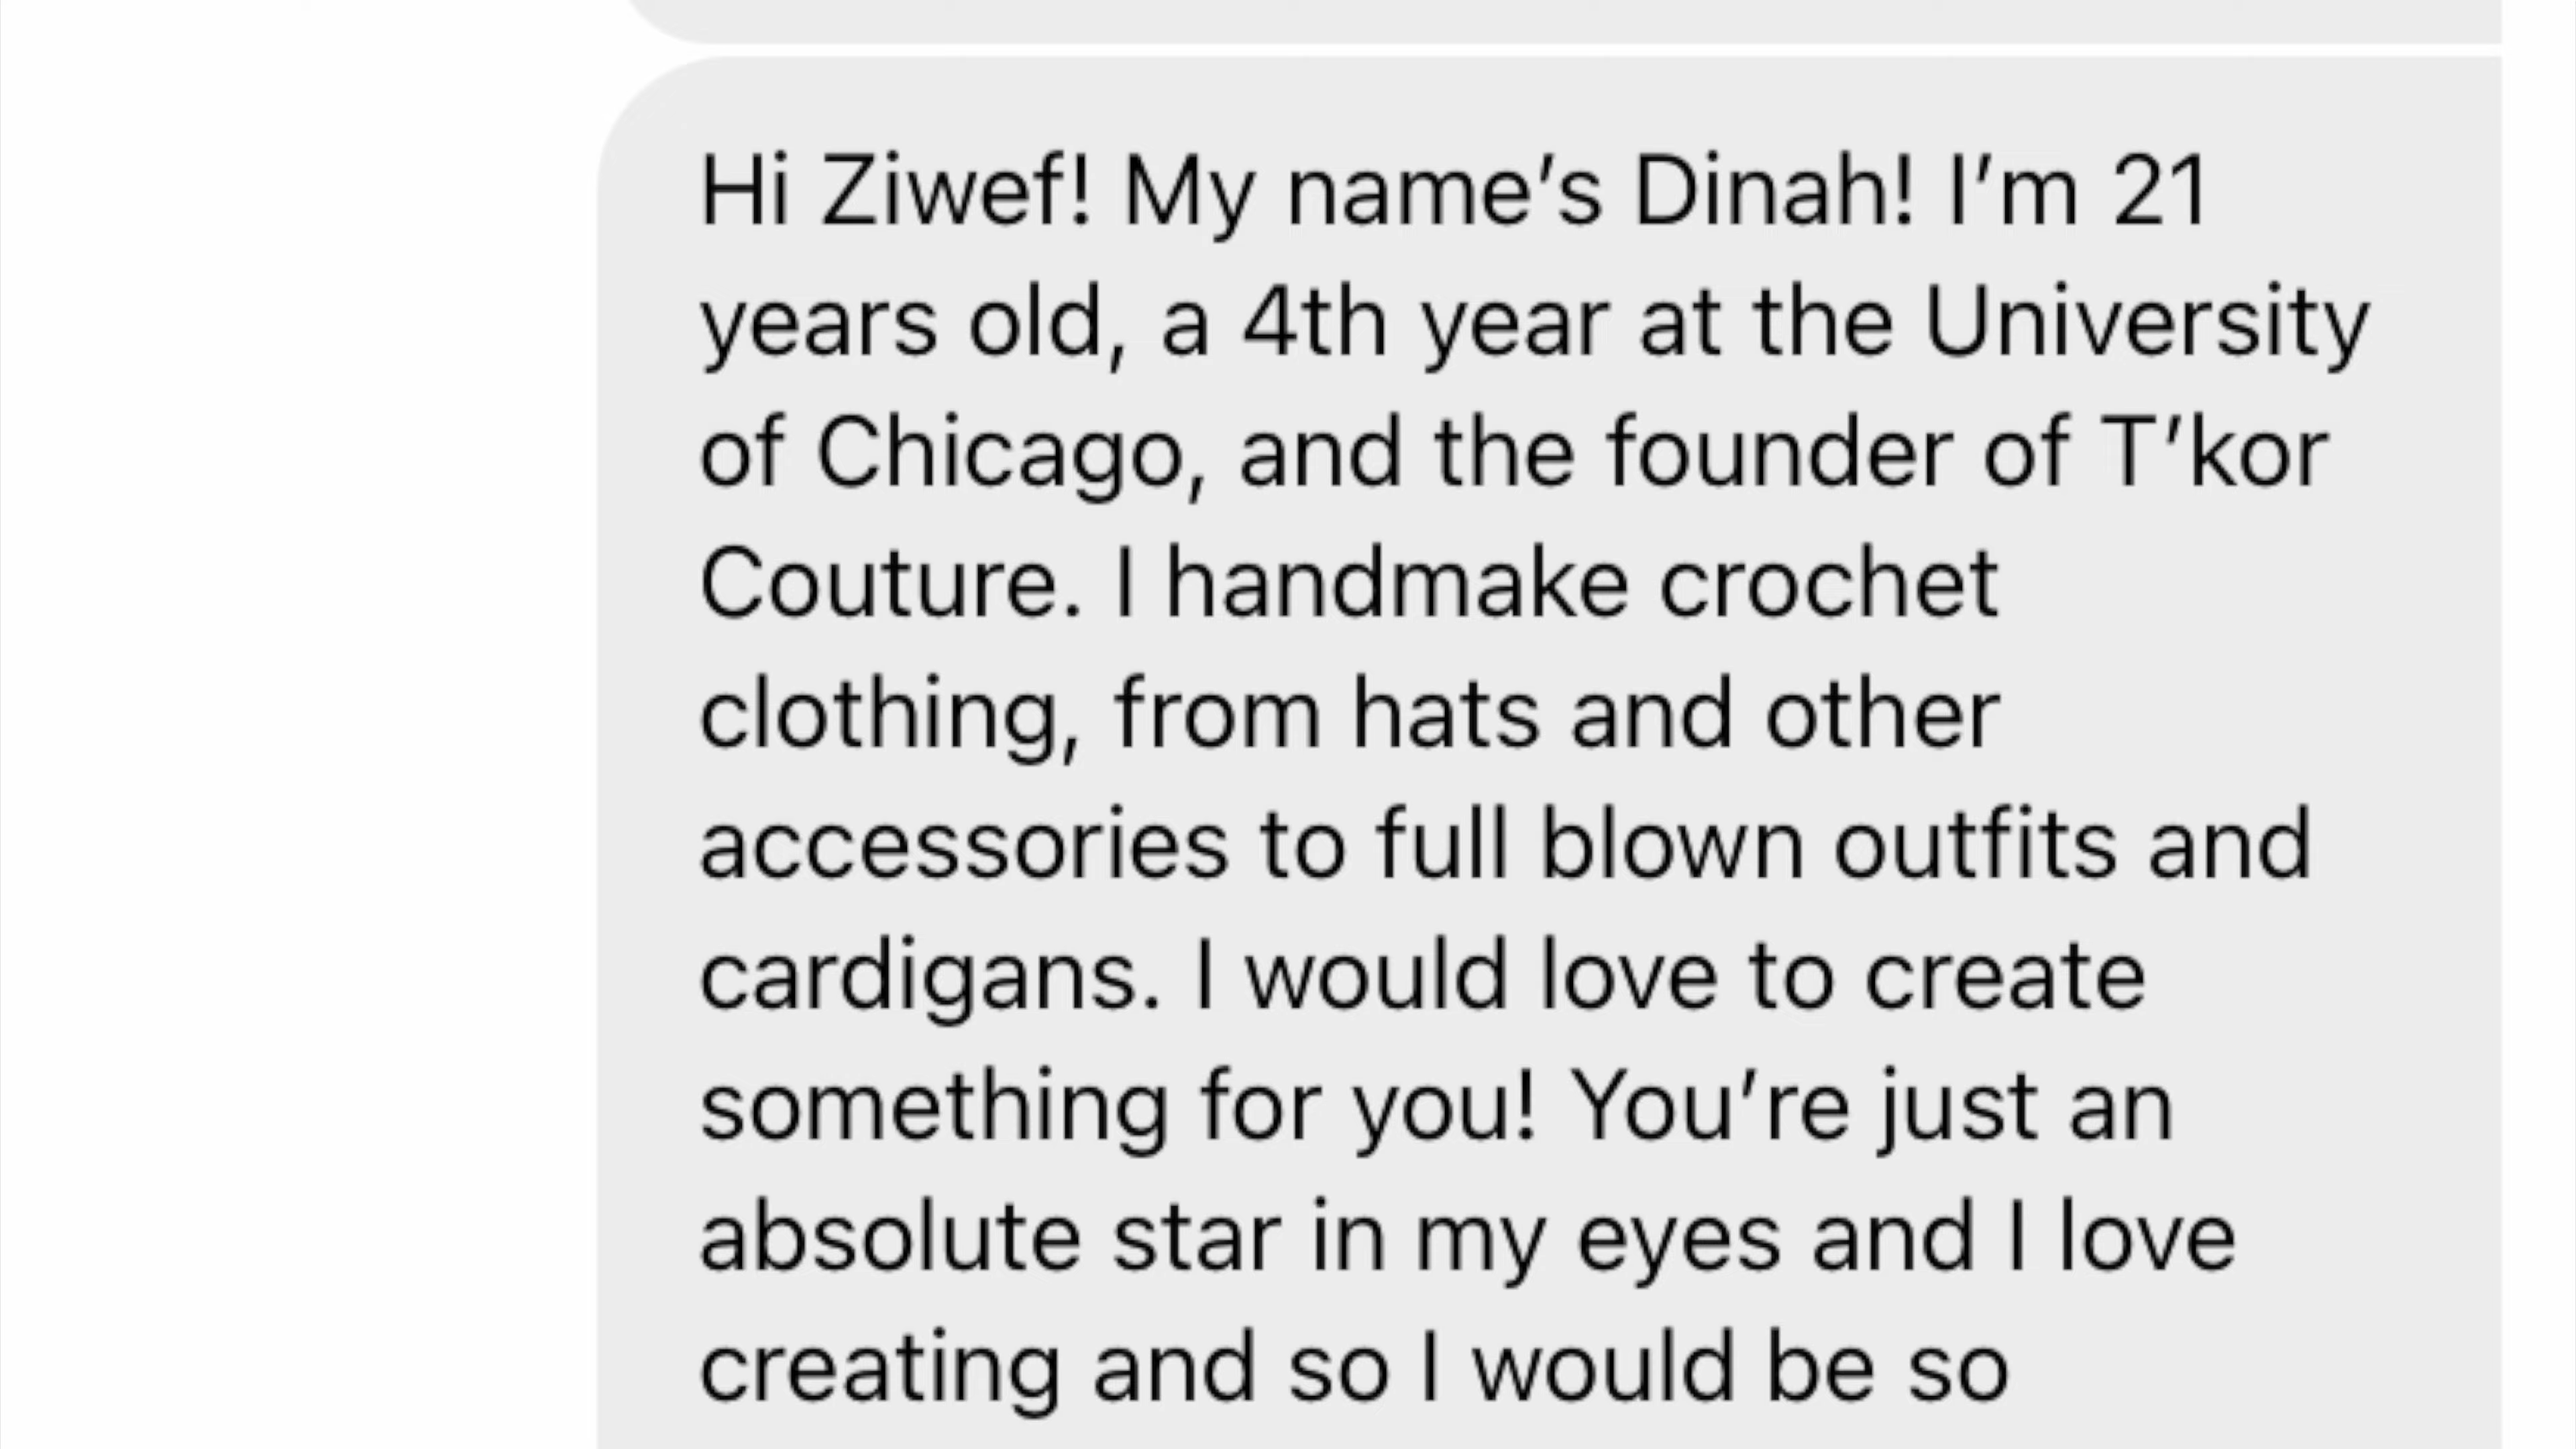 Hi Ziwef! My name’s Dinah! I’m 21
years old, a 4th year at the University
of Chicago, and the founder of T’kor
Couture. I handmake crochet
clothing, from hats and other
accessories to full blown outfits and
cardigans. I would love to create
something for you! You’re just an
absolute star in my eyes and I love
creating and so I would be so